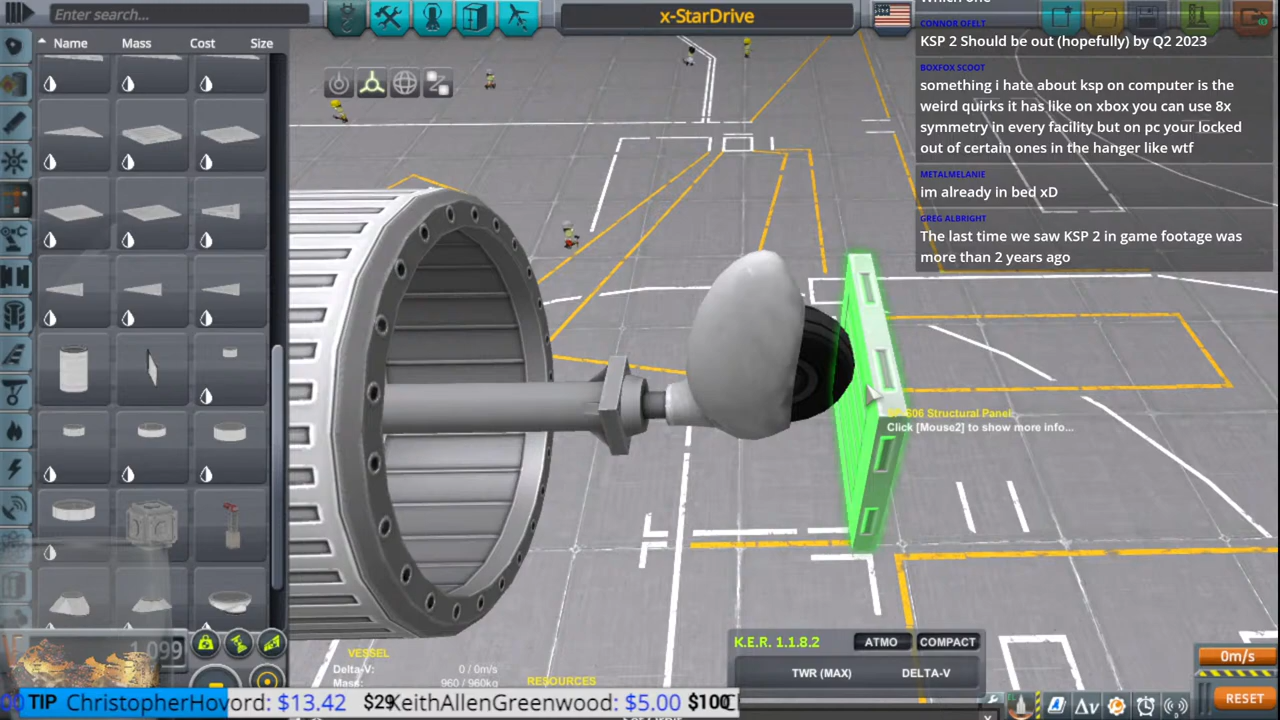 Enter search...
x-StarDrive
Name Mass Cost Size
CONNOR OFELT
KSP 2 Should be out (hopefully) by Q2 2023
BOXFOX SCOOT
something i hate about ksp on computer is the
weird quirks it has like on xbox you can use 8x
symmetry in every facility but on pc your locked
out of certain ones in the hanger like wtf
METALMELANIE
im already in bed xD
GREG ALBRIGHT
The last time we saw KSP 2 in game footage was
more than 2 years ago
Structural Panel
Click [Mouse2] to show more info...
K.E.R. 1.1.8.2 ATMO COMPACT
TWR (MAX) DELTA-V
VESSEL
Delta-V: 0 / 0m/s
Mass: 960 / 960kg
RESOURCES
0m/s
RESET
TIP ChristopherHovord: $13.42 $29 KeithAllenGreenwood: $5.00 $100